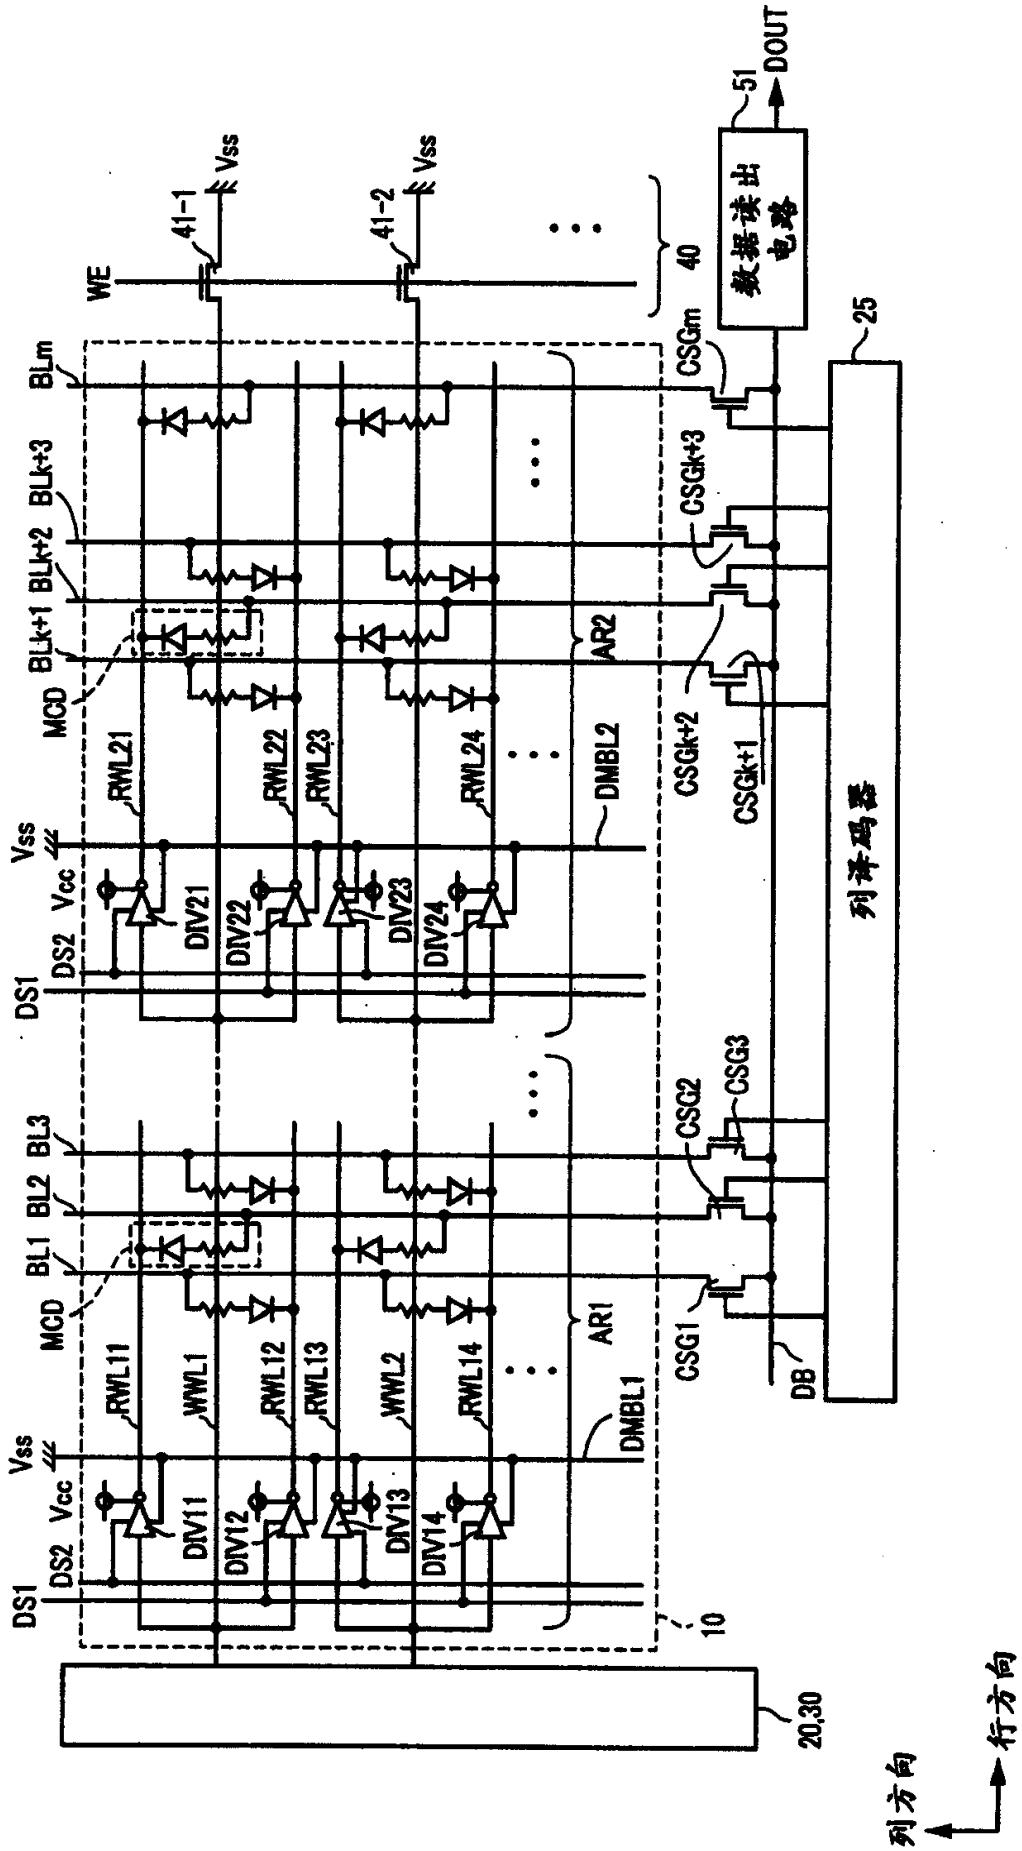 WE
41-1
Vss
41-2
Vss
40
51
数据读出
电路
DOUT
BLm
BLk+3
BLk+2
BLk+1
MCD
RWL21
RWL22
RWL23
RWL24
AR2
Vss
Vcc
DS2
DS1
DIV21
DIV22
DIV23
DIV24
DMBL2
CSGm
CSGk+3
CSGk+2
CSGk+1
25
列译码器
BL3
BL2
BL1
MCD
RWL11
WWL1
RWL12
RWL13
WWL2
RWL14
AR1
Vss
Vcc
DS2
DS1
DIV11
DIV12
DIV13
DIV14
DMBL1
CSG3
CSG2
CSG1
DB
10
20,30
列方向
行方向